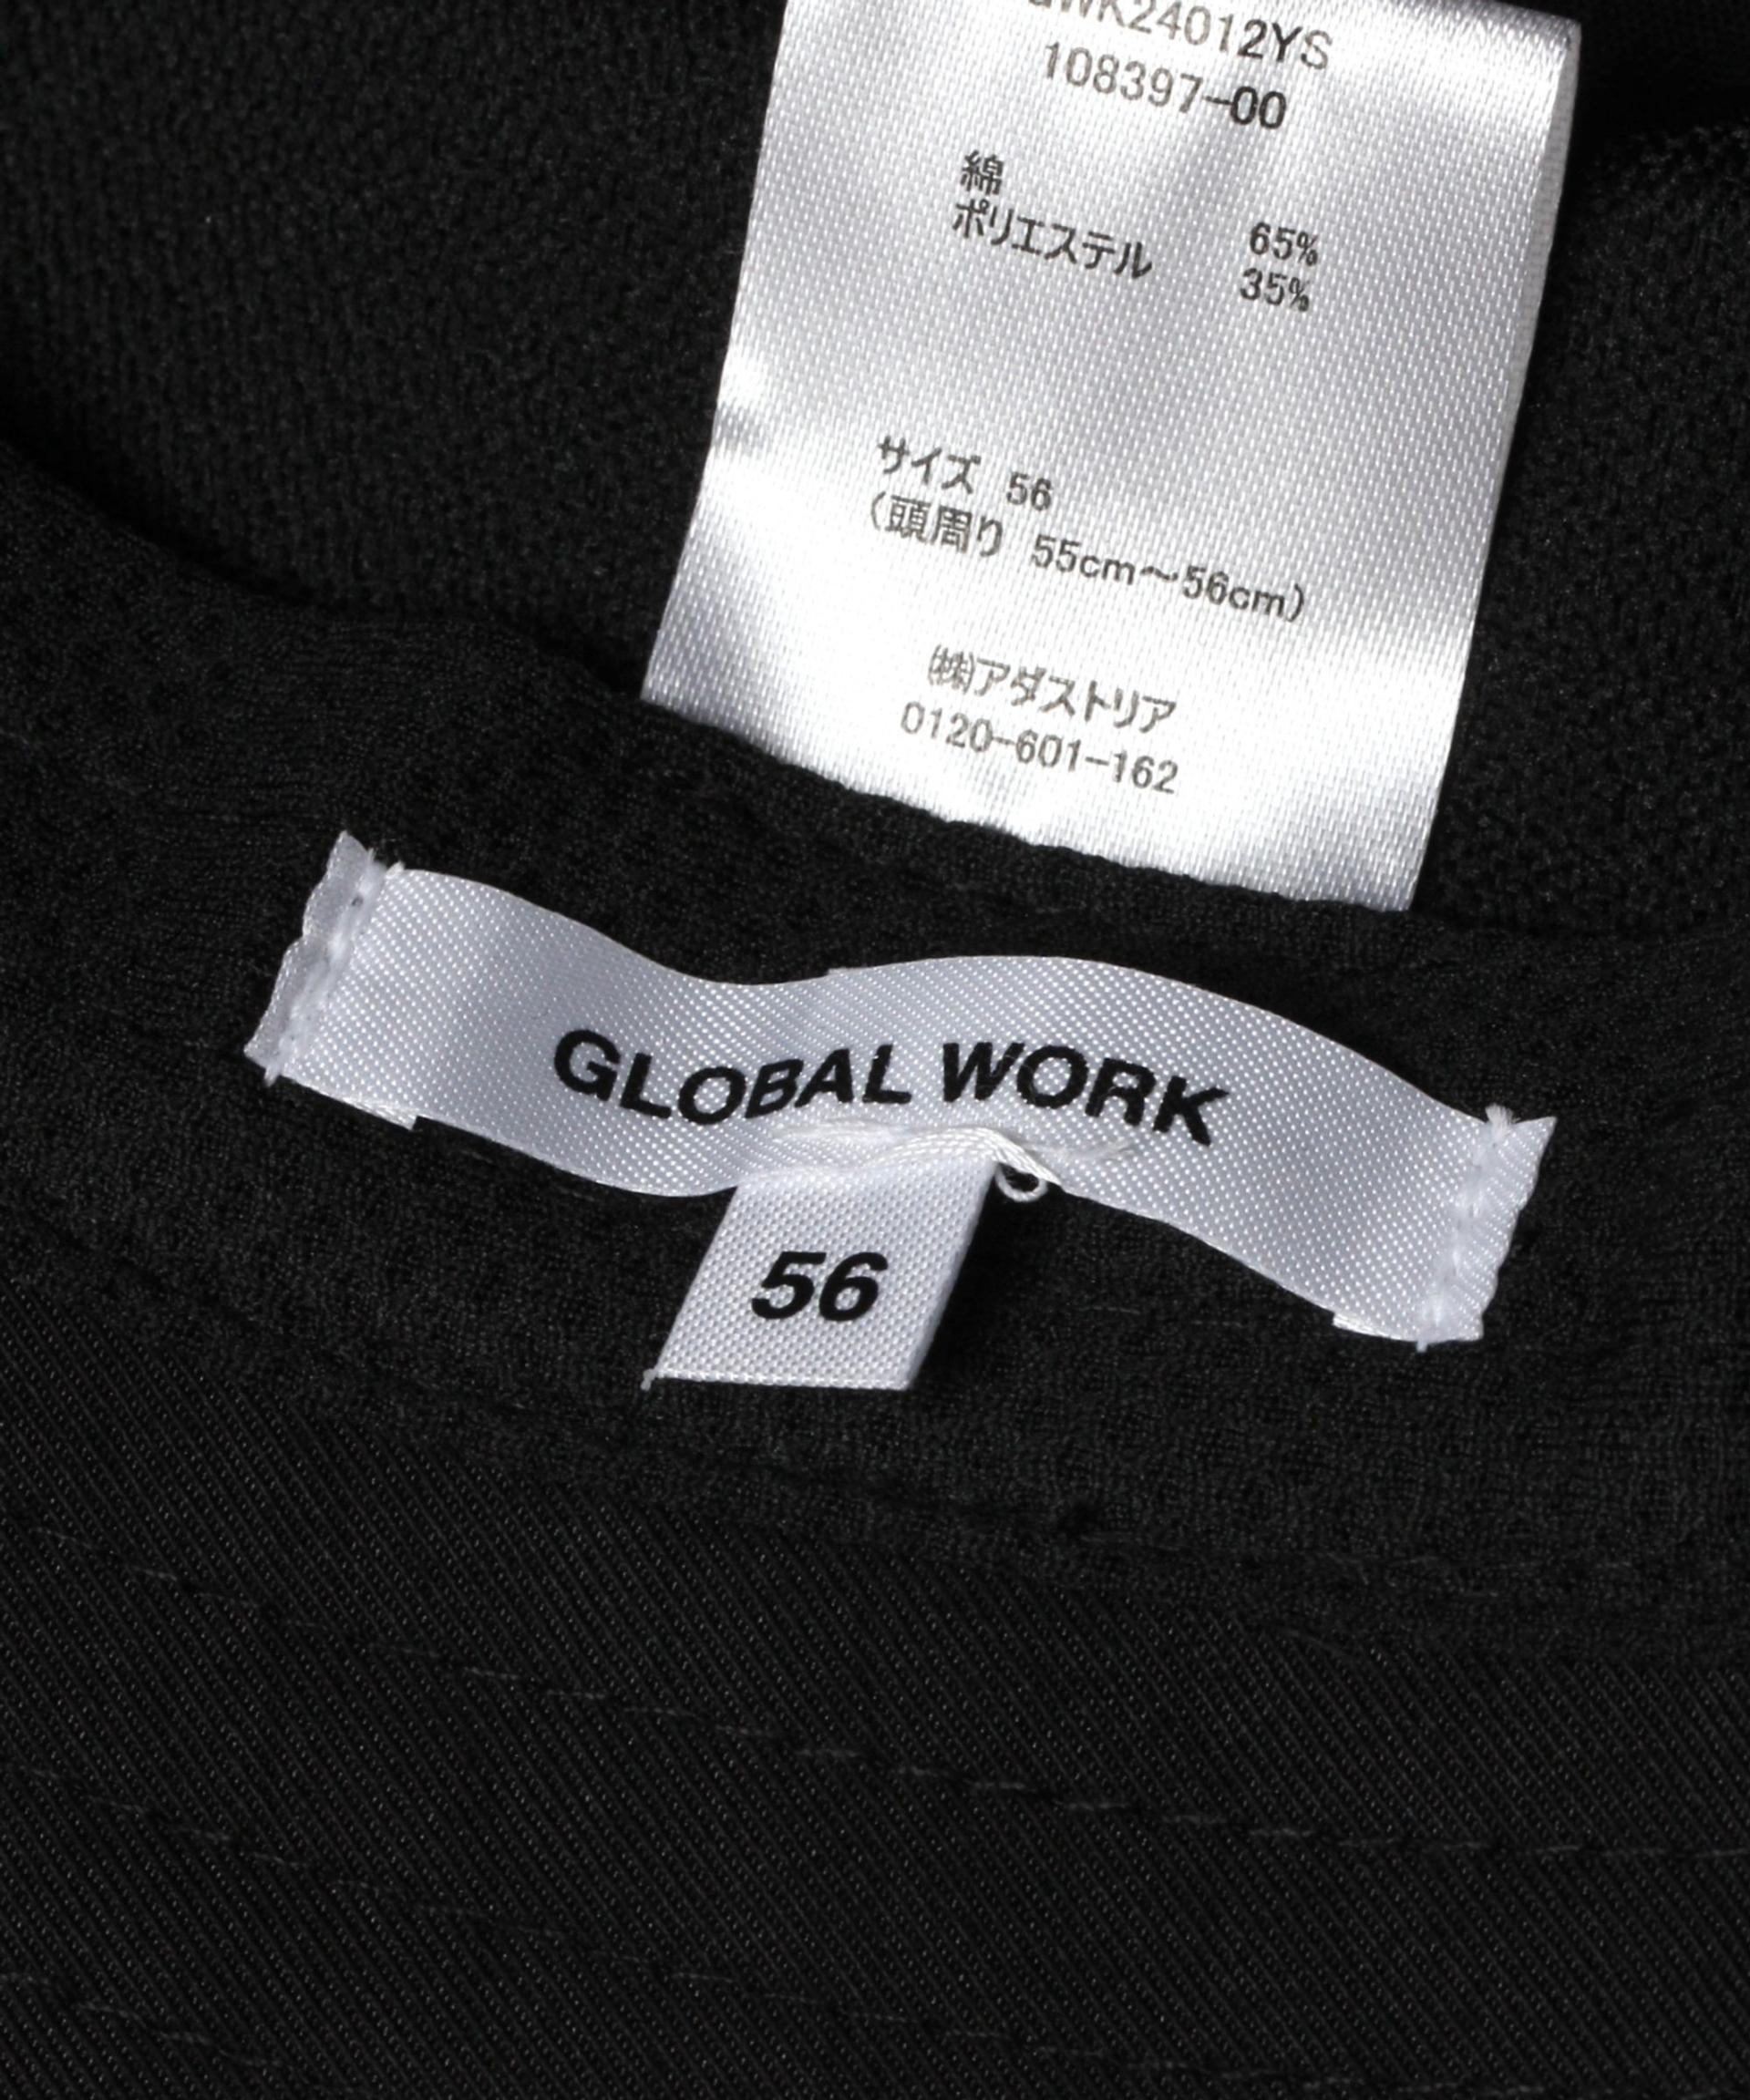 GWK24012YS
108397-00
綿 65%
ポリエステル 35%
サイズ 56
(頭周り 55cm～56cm)
㈱アダストリア
0120-601-162
GLOBAL WORK
56